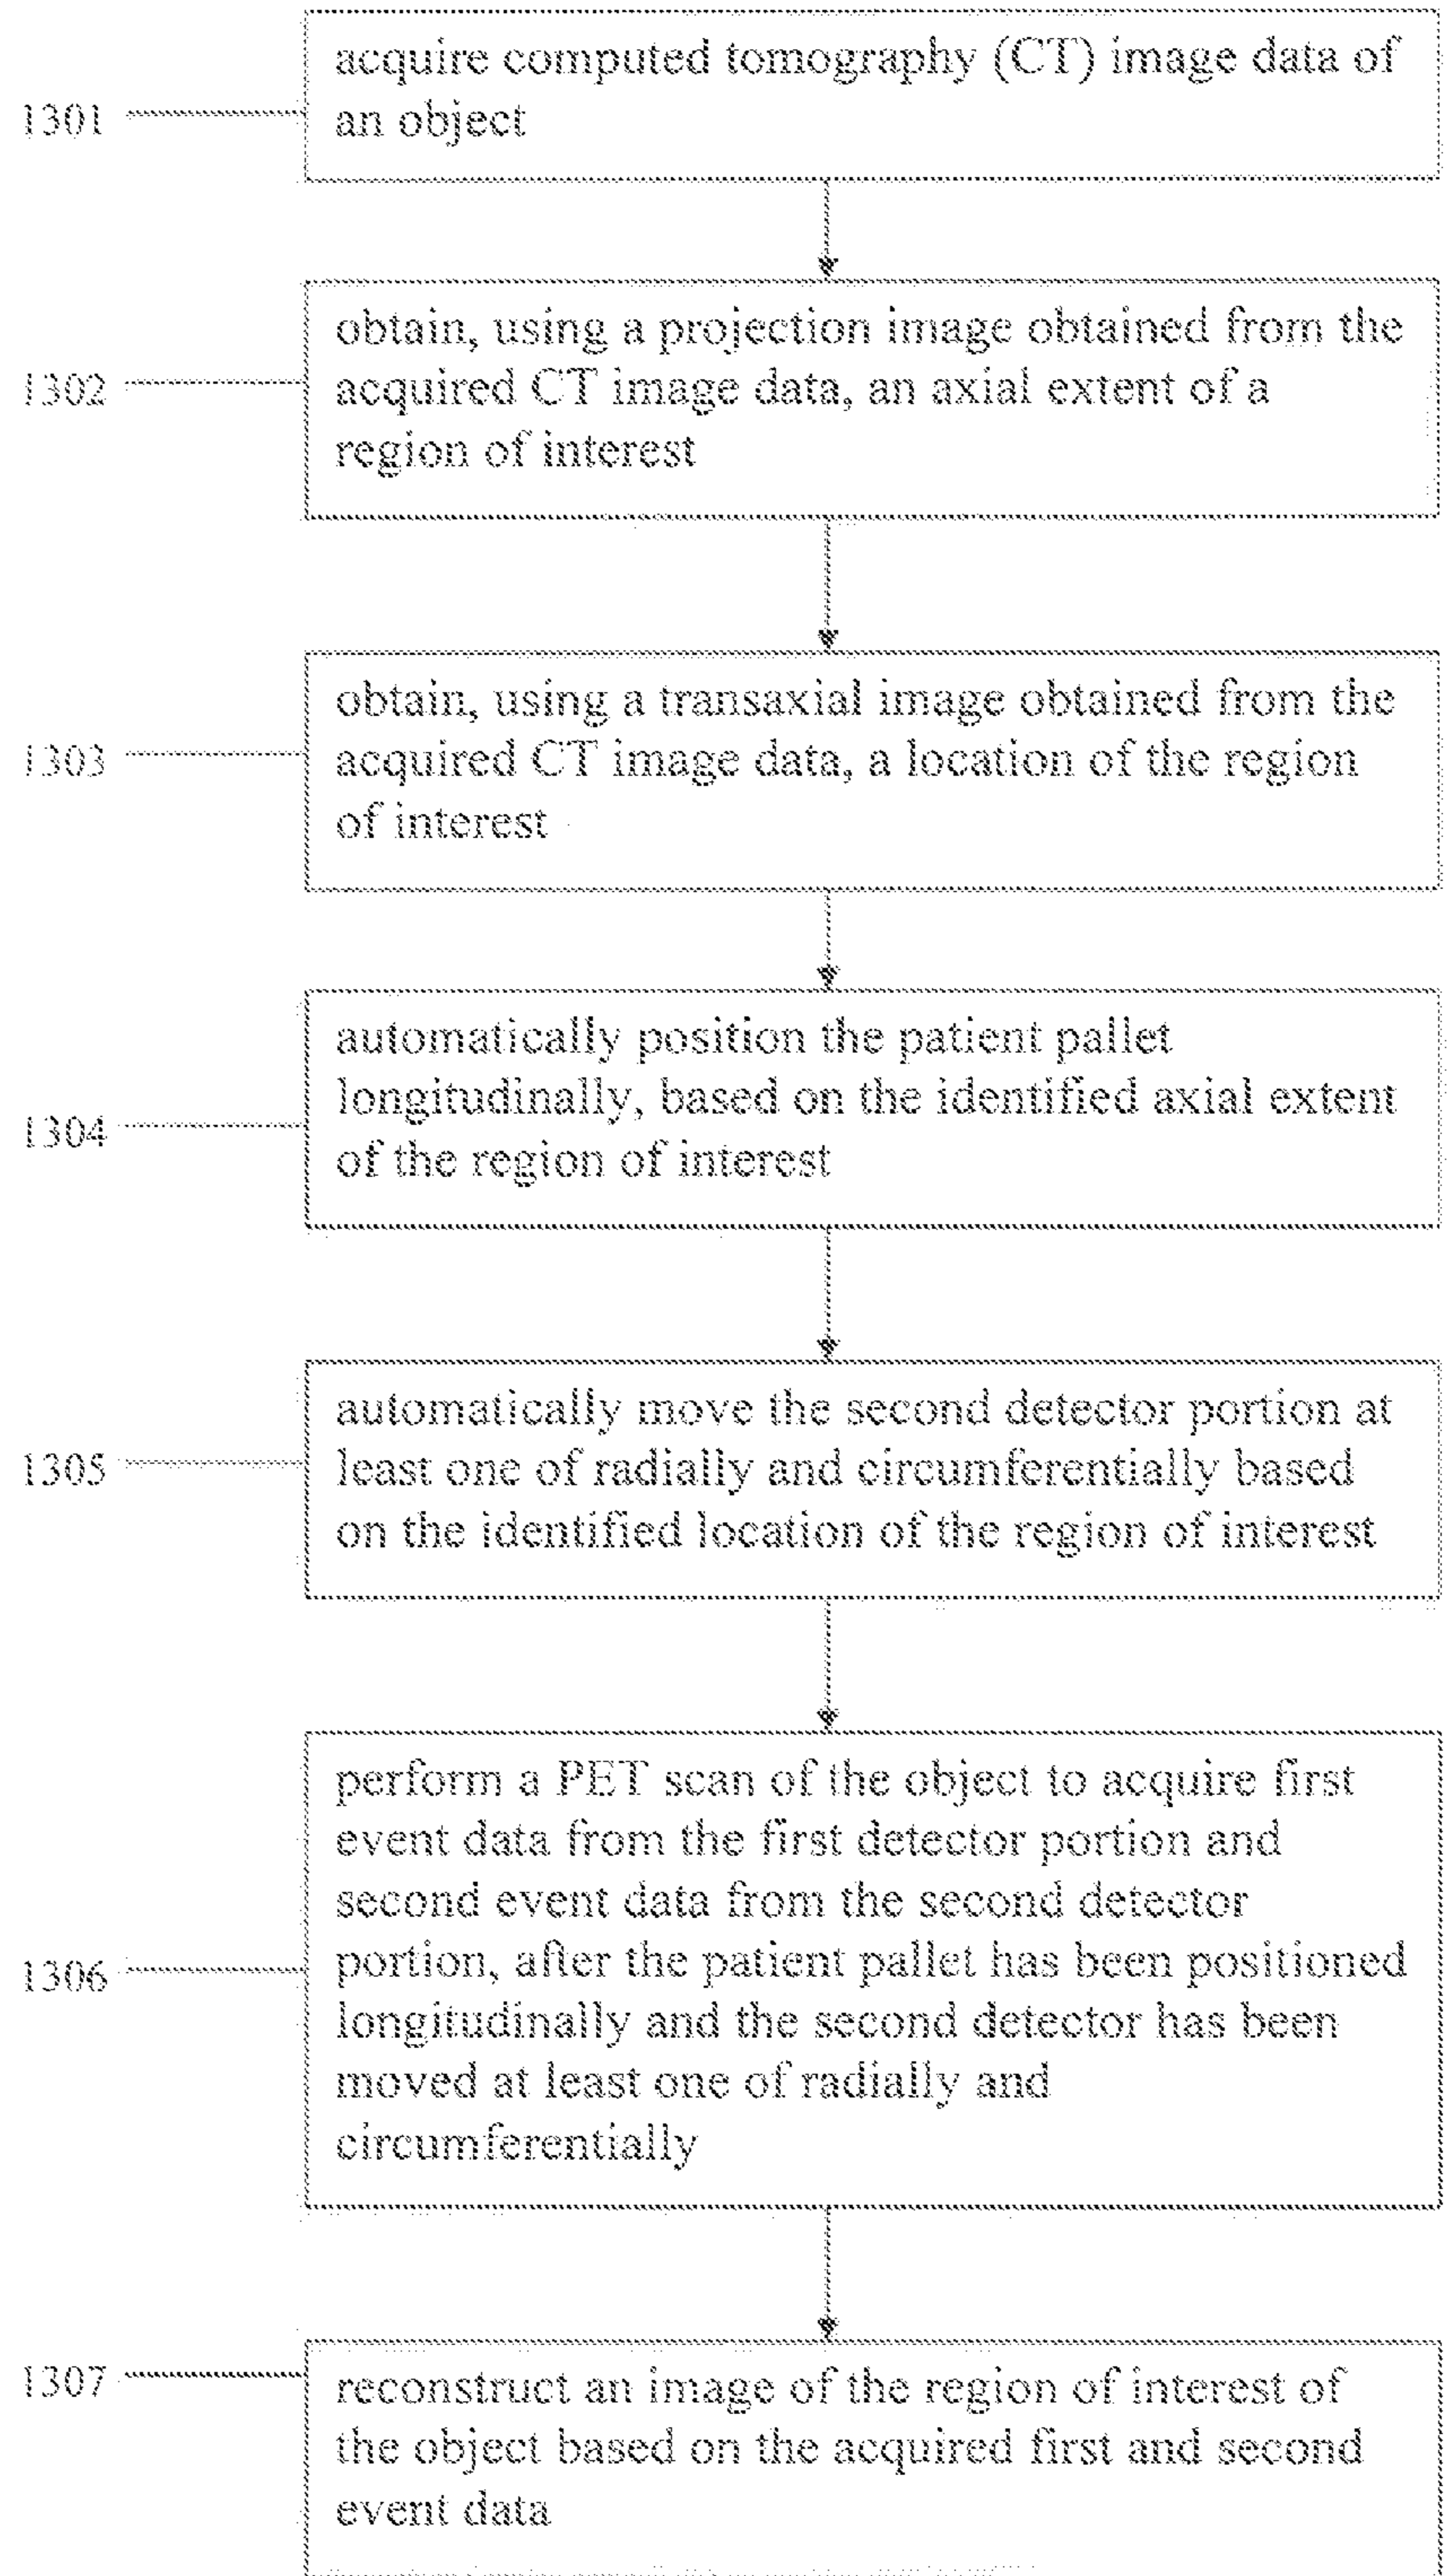 acquire computed tomography (CT) image data of
1301
an object
obtain, using a projection image obtained from the
1302
acquired CT image data, an axial extent of a
region of interest
obtain, using a transaxial image obtained from the
1303
acquired CT image data, a location of the region
of interest
automatically position the patient pallet
longitudinally, based on the identified axial extent
1304
of the region of interest
automatically move the second detector portion at
1305
least one of radially and circumferentially based
on the identified location of the region of interest
perform a PET scan of the object to acquire first
event data from the first detector portion and
second event data from the second detector
1306
portion, after the patient pallet has been positioned
longitudinally and the second detector has been
moved at least one of radially and
circumferentially
1307
reconstruct an image of the region of interest of
the object based on the acquired first and second
event data